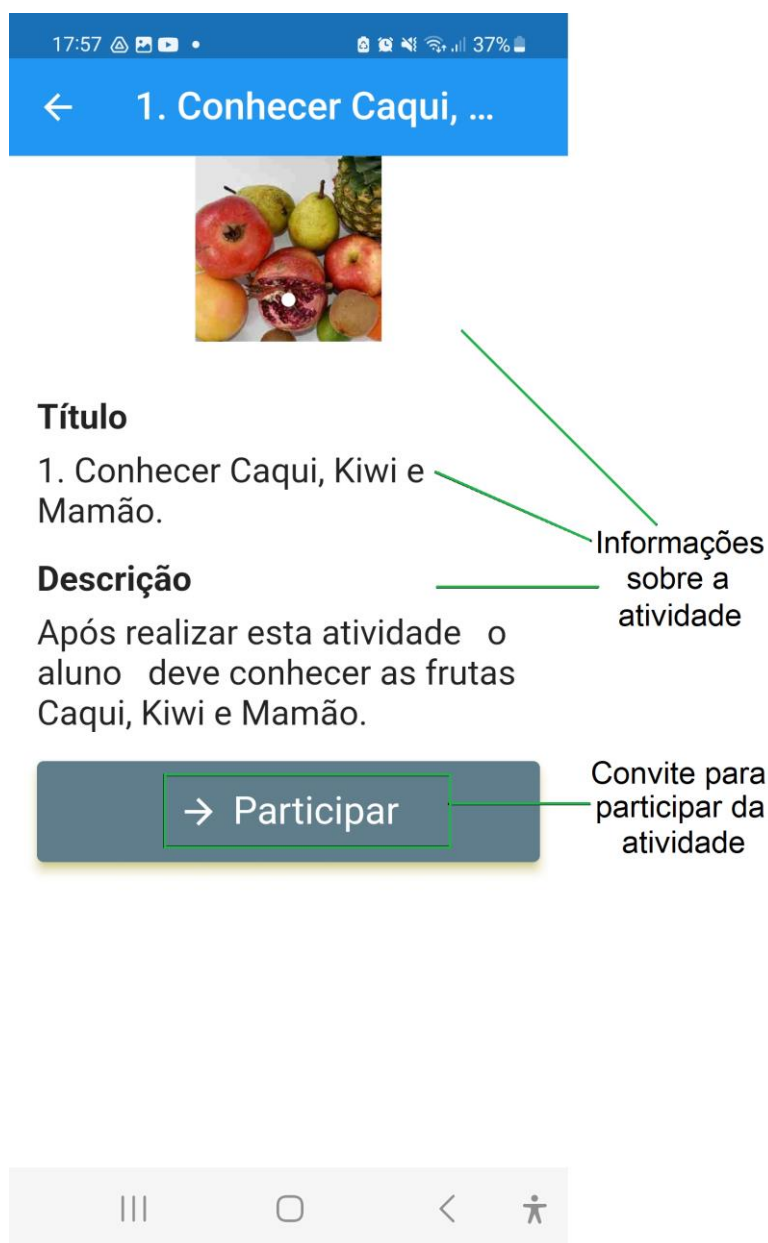 17:57 37%
1. Conhecer Caqui, ...
Título
1. Conhecer Caqui, Kiwi e
Mamão.
Descrição
Após realizar esta atividade o
aluno deve conhecer as frutas
Caqui, Kiwi e Mamão.
Participar
Informações
sobre a
atividade
Convite para
participar da
atividade